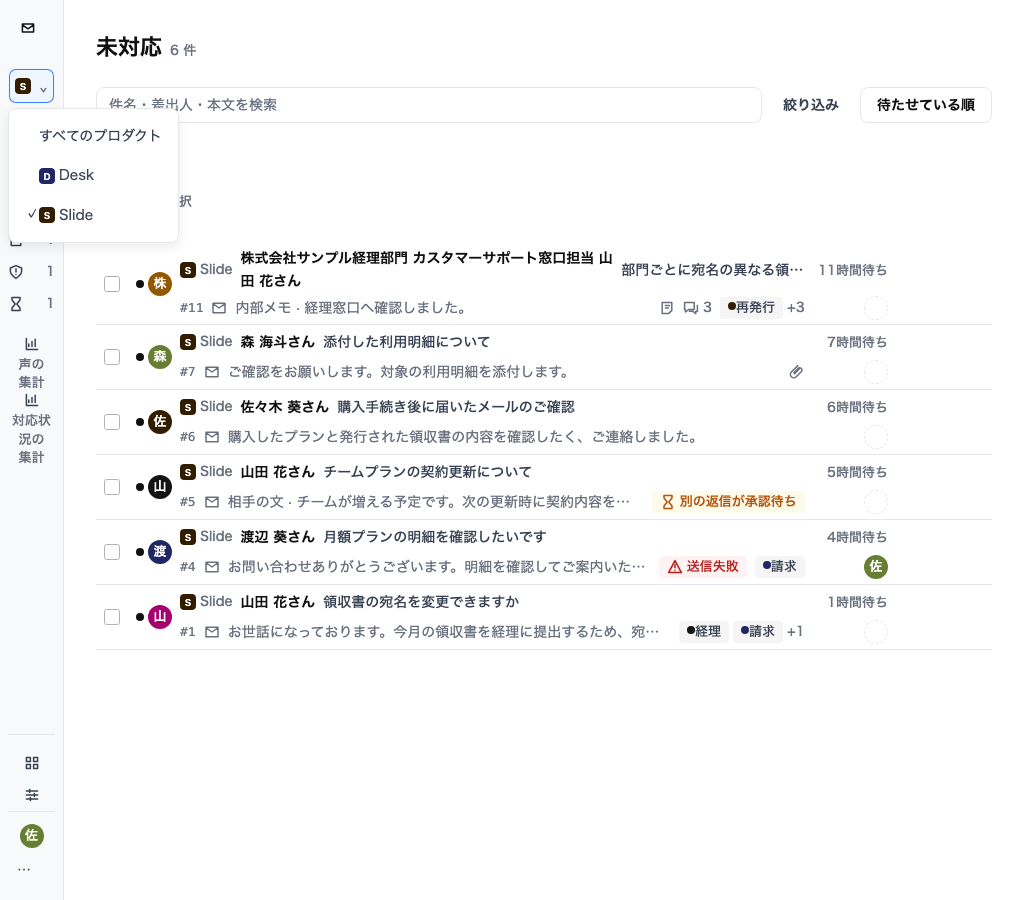 未対応 6 件
S
件名・差出人・本文を検索
絞り込み
待たせている順
すべてのプロダクト
D Desk
✓ S Slide
択
1
1
声の
集計
対応状
況の
集計
佐
…
株
S Slide 株式会社サンプル経理部門 カスタマーサポート窓口担当 山
田 花さん
部門ごとに宛名の異なる領… 11時間待ち
#11 内部メモ · 経理窓口へ確認しました。 3 再発行 +3
森
S Slide 森 海斗さん 添付した利用明細について 7時間待ち
#7 ご確認をお願いします。対象の利用明細を添付します。
佐
S Slide 佐々木 葵さん 購入手続き後に届いたメールのご確認 6時間待ち
#6 購入したプランと発行された領収書の内容を確認したく、ご連絡しました。
山
S Slide 山田 花さん チームプランの契約更新について 5時間待ち
#5 相手の文 · チームが増える予定です。次の更新時に契約内容を… 別の返信が承認待ち
渡
S Slide 渡辺 葵さん 月額プランの明細を確認したいです 4時間待ち
#4 お問い合わせありがとうございます。明細を確認してご案内いた… 送信失敗 請求 佐
山
S Slide 山田 花さん 領収書の宛名を変更できますか 1時間待ち
#1 お世話になっております。今月の領収書を経理に提出するため、宛… 経理 請求 +1